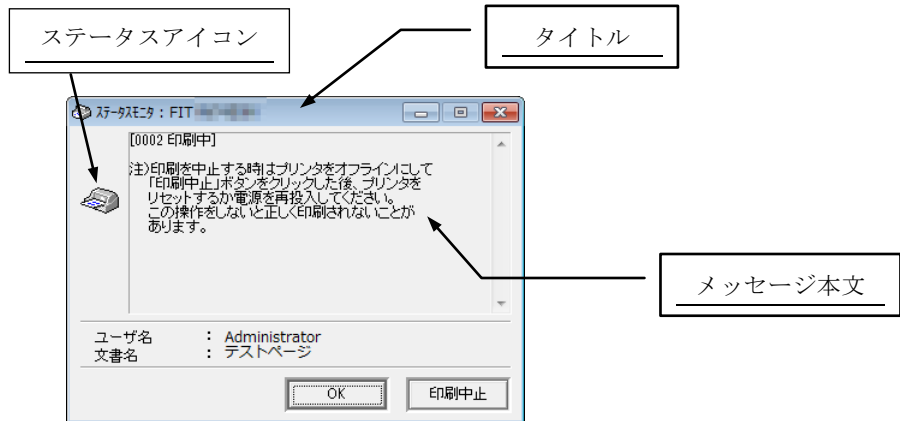 ステータスアイコン
タイトル
ステータスモニタ : FIT
[0002 印刷中]
注)印刷を中止する時はプリンタをオフラインにして
「印刷中止」ボタンをクリックした後、プリンタを
リセットするか電源を再投入してください。
この操作をしないと正しく印刷されないことが
あります。
メッセージ本文
ユーザ名 : Administrator
文書名 : テストページ
OK
印刷中止